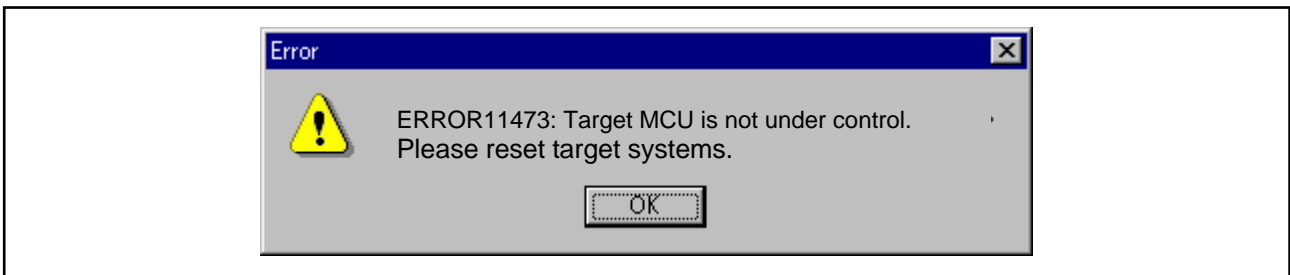 Error
ERROR11473: Target MCU is not under control.
Please reset target systems.
OK